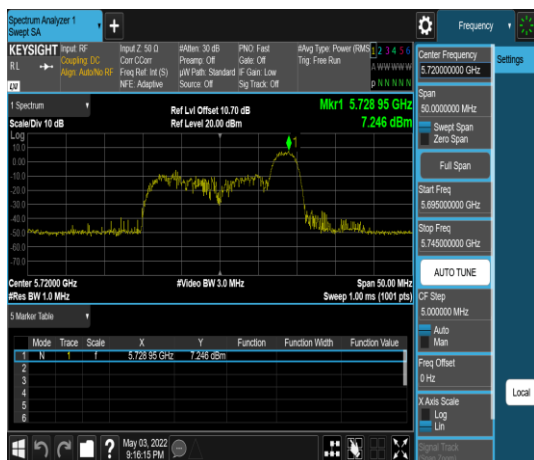 Spectrum Analyzer 1
Swept SA
Frequency
KEYSIGHT
RL
Input: RF
Coupling: DC
Align: Auto/No RF
Input Z: 50 Ω
Corr CCorr
Freq Ref: Int (S)
NFE: Adaptive
#Atten: 30 dB
Preamp: Off
µW Path: Standard
Source: Off
PNO: Fast
Gate: Off
IF Gain: Low
Sig Track: Off
#Avg Type: Power (RMS
Trig: Free Run
1 2 3 4 5 6
A W W W W W
P N N N N N
LXI
1 Spectrum
Scale/Div 10 dB
Ref Lvl Offset 10.70 dB
Ref Level 20.00 dBm
Mkr1 5.728 95 GHz
7.246 dBm
Log
10.0
0.00
-10.0
-20.0
-30.0
-40.0
-50.0
-60.0
-70.0
1
Center 5.72000 GHz
#Res BW 1.0 MHz
#Video BW 3.0 MHz
Span 50.00 MHz
Sweep 1.00 ms (1001 pts)
5 Marker Table
Mode Trace Scale X Y Function Function Width Function Value
1 N 1 f 5.728 95 GHz 7.246 dBm
2
3
4
5
6
May 03, 2022
9:16:15 PM
Center Frequency
5.720000000 GHz
Span
50.0000000 MHz
Swept Span
Zero Span
Full Span
Start Freq
5.695000000 GHz
Stop Freq
5.745000000 GHz
AUTO TUNE
CF Step
5.000000 MHz
Auto
Man
Freq Offset
0 Hz
X Axis Scale
Log
Lin
Signal Track
Settings
Local